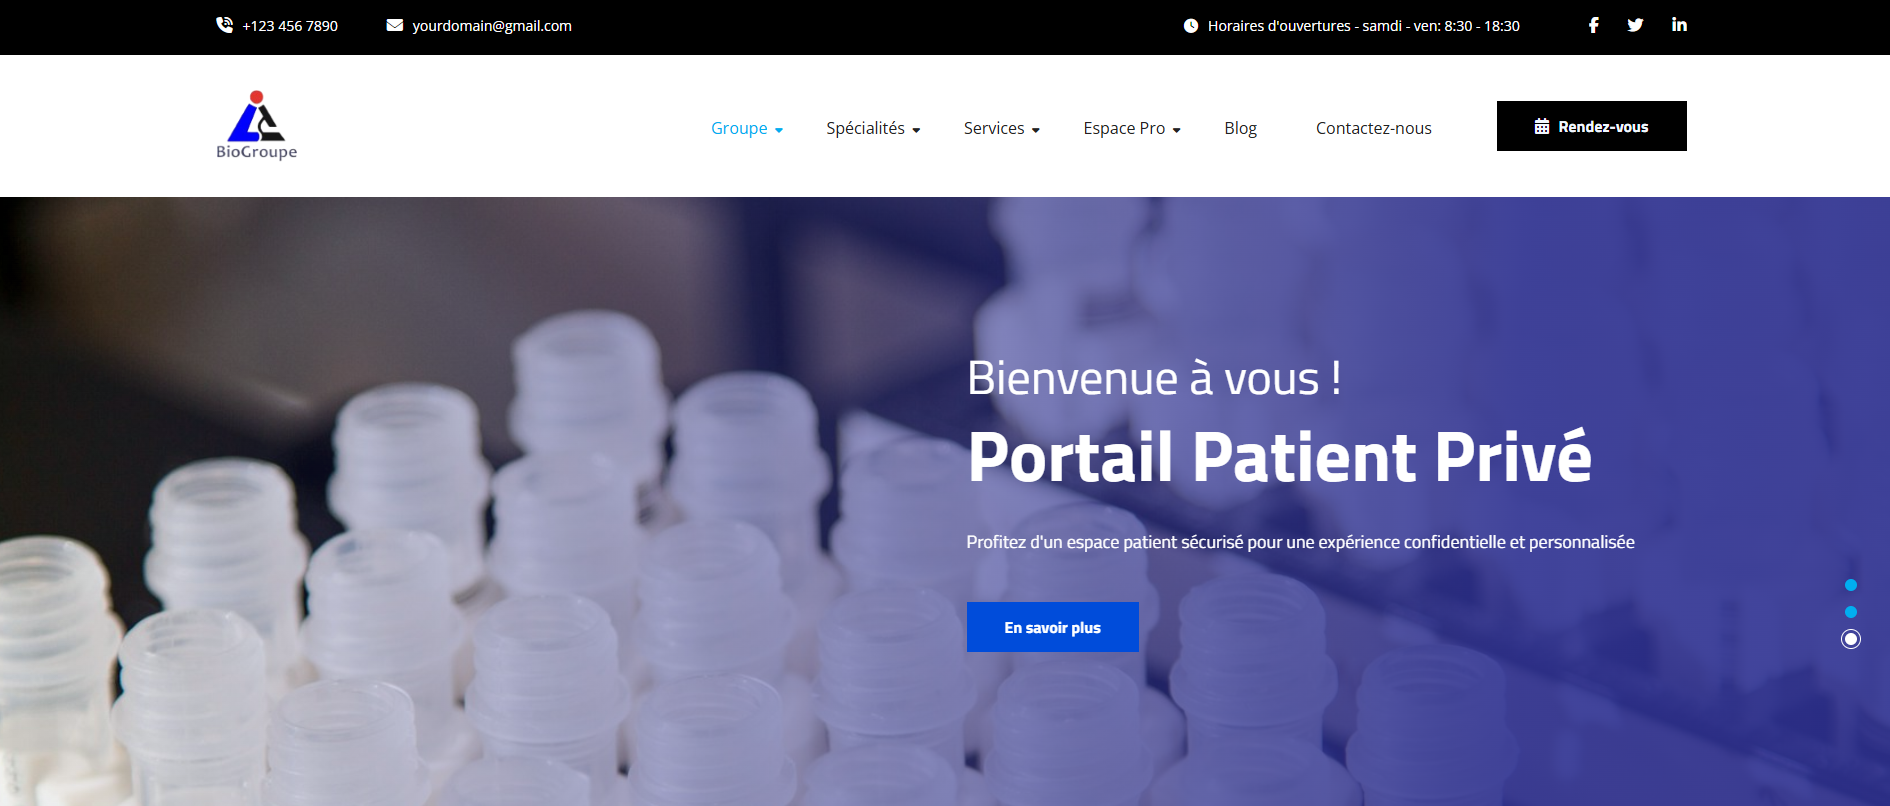 +123 456 7890
yourdomain@gmail.com
Horaires d'ouvertures - samdi - ven: 8:30 - 18:30
BioGroupe
Groupe
Spécialités
Services
Espace Pro
Blog
Contactez-nous
Rendez-vous
Bienvenue à vous !
Portail Patient Privé
Profitez d'un espace patient sécurisé pour une expérience confidentielle et personnalisée
En savoir plus